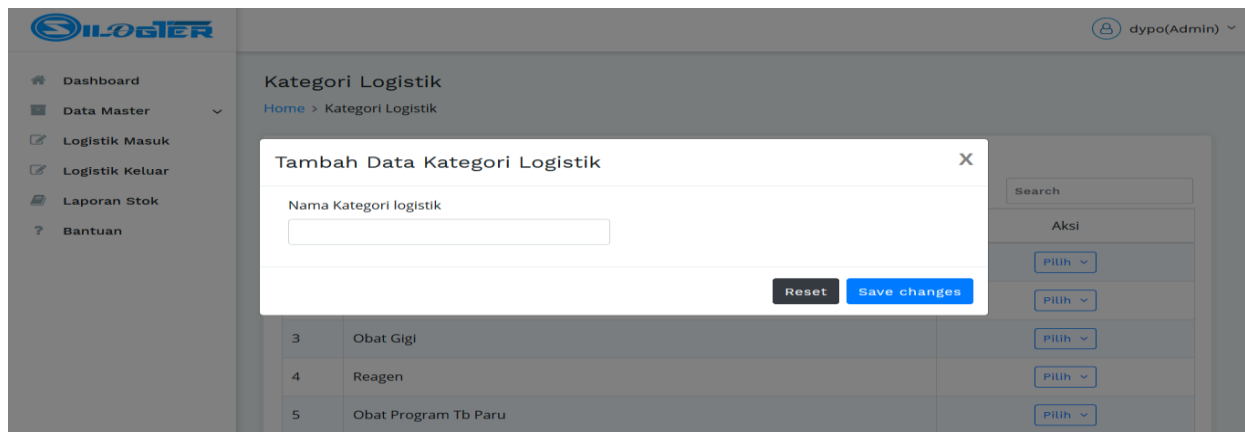 SILOGTER
dypo(Admin)
Dashboard
Data Master
Logistik Masuk
Logistik Keluar
Laporan Stok
? Bantuan
Kategori Logistik
Home > Kategori Logistik
Tambah Data Kategori Logistik X
Nama Kategori logistik
Reset Save changes
Search
Aksi
Pilih
Pilih
3 Obat Gigi Pilih
4 Reagen Pilih
5 Obat Program Tb Paru Pilih